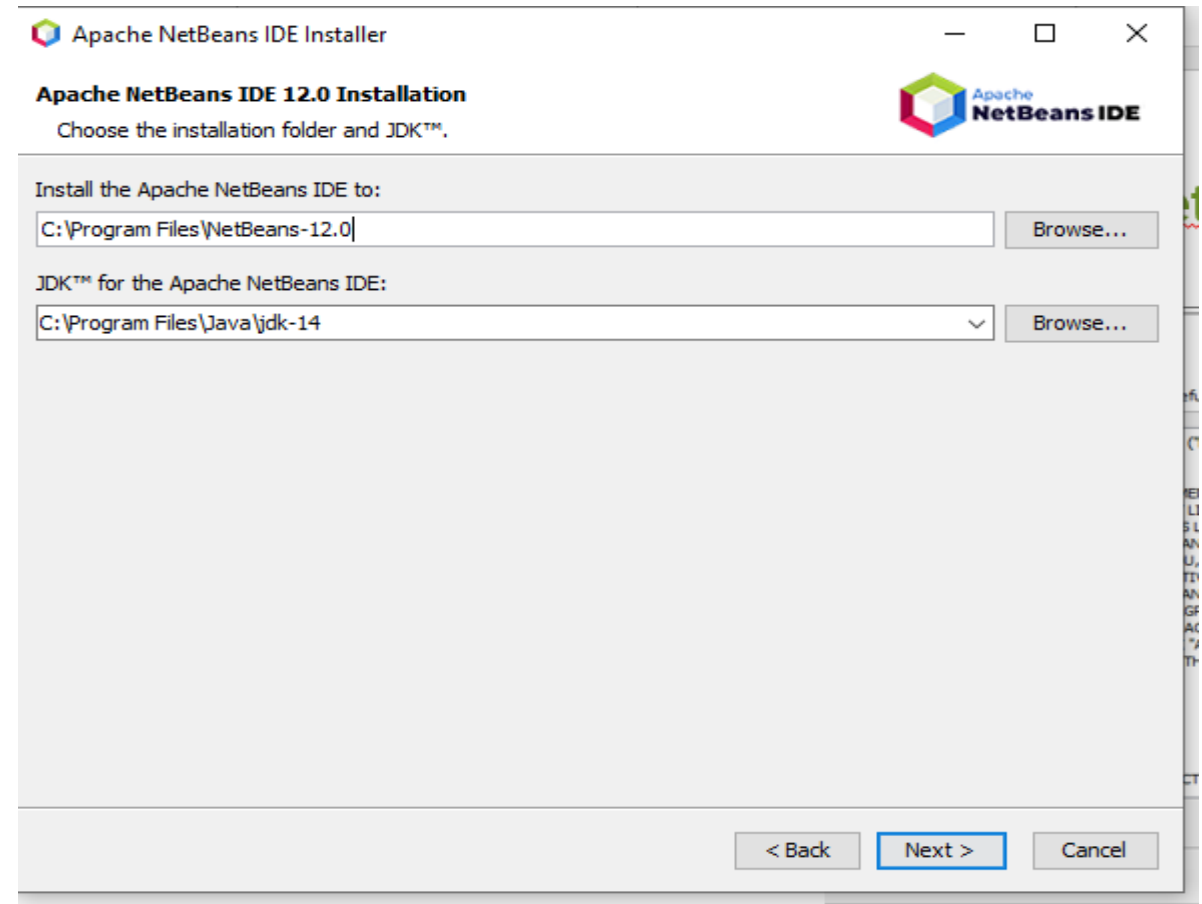 Apache NetBeans IDE Installer
Apache NetBeans IDE 12.0 Installation
Choose the installation folder and JDK™.
Apache
NetBeans IDE
Install the Apache NetBeans IDE to:
C:\Program Files\NetBeans-12.0
Browse...
JDK™ for the Apache NetBeans IDE:
C:\Program Files\Java\jdk-14
Browse...
< Back
Next >
Cancel